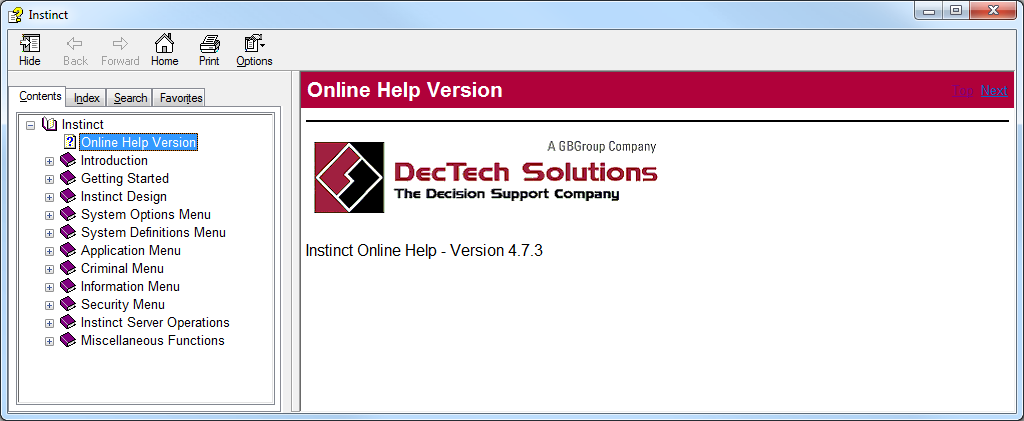 Instinct
Hide Back Forward Home Print Options
Contents Index Search Favorites
Instinct
Online Help Version
Introduction
Getting Started
Instinct Design
System Options Menu
System Definitions Menu
Application Menu
Criminal Menu
Information Menu
Security Menu
Instinct Server Operations
Miscellaneous Functions
Online Help Version Top Next
A GBGroup Company
DecTech Solutions
The Decision Support Company
Instinct Online Help - Version 4.7.3